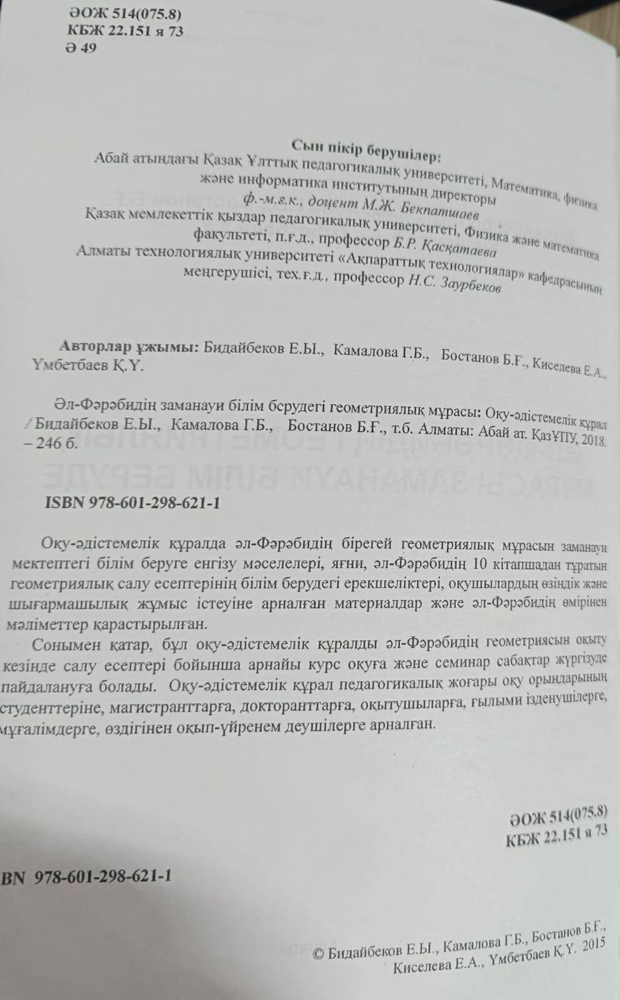 ӘОЖ 514(075.8)
КБЖ 22.151 я 73
Ә 49
Сын пікір берушілер:
Абай атындағы Қазақ Ұлттық педагогикалық университеті, Математика, физика
және информатика институтының директоры
ф.-м.ғ.к., доцент М.Ж. Бекпатшаев
Қазақ мемлекеттік қыздар педагогикалық университеті, Физика және математика
факультеті, п.ғ.д., профессор Б.Р. Қасқатаева
Алматы технологиялық университеті «Ақпараттық технологиялар» кафедрасының
меңгерушісі, тех.ғ.д., профессор Н.С. Заурбеков
Авторлар ұжымы: Бидайбеков Е.Ы., Камалова Г.Б., Бостанов Б.Ғ., Киселева Е.А.,
Үмбетбаев Қ.Ү.
Әл-Фәрәбидің заманауи білім берудегі геометриялық мұрасы: Оқу-әдістемелік құрал
/ Бидайбеков Е.Ы., Камалова Г.Б., Бостанов Б.Ғ., т.б. Алматы: Абай ат. ҚазҰПУ, 2018.
– 246 б.
ISBN 978-601-298-621-1
Оқу-әдістемелік құралда әл-Фәрәбидің бірегей геометриялық мұрасын заманауи
мектептегі білім беруге енгізу мәселелері, яғни, әл-Фәрәбидің 10 кітапшадан тұратын
геометриялық салу есептерінің білім берудегі ерекшеліктері, оқушылардың өзіндік және
шығармашылық жұмыс істеуіне арналған материалдар және әл-Фәрәбидің өмірінен
мәліметтер қарастырылған.
Сонымен қатар, бұл оқу-әдістемелік құралды әл-Фәрәбидің геометриясын оқыту
кезінде салу есептері бойынша арнайы курс оқуға және семинар сабақтар жүргізуде
пайдалануға болады. Оқу-әдістемелік құрал педагогикалық жоғары оқу орындарының
студенттеріне, магистранттарға, докторанттарға, оқытушыларға, ғылыми ізденушілерге,
мұғалімдерге, өздігінен оқып-үйренем деушілерге арналған.
ӘОЖ 514(075.8)
КБЖ 22.151 я 73
BN 978-601-298-621-1
© Бидайбеков Е.Ы., Камалова Г.Б., Бостанов Б.Ғ.,
Киселева Е.А., Үмбетбаев Қ.Ү. 2015